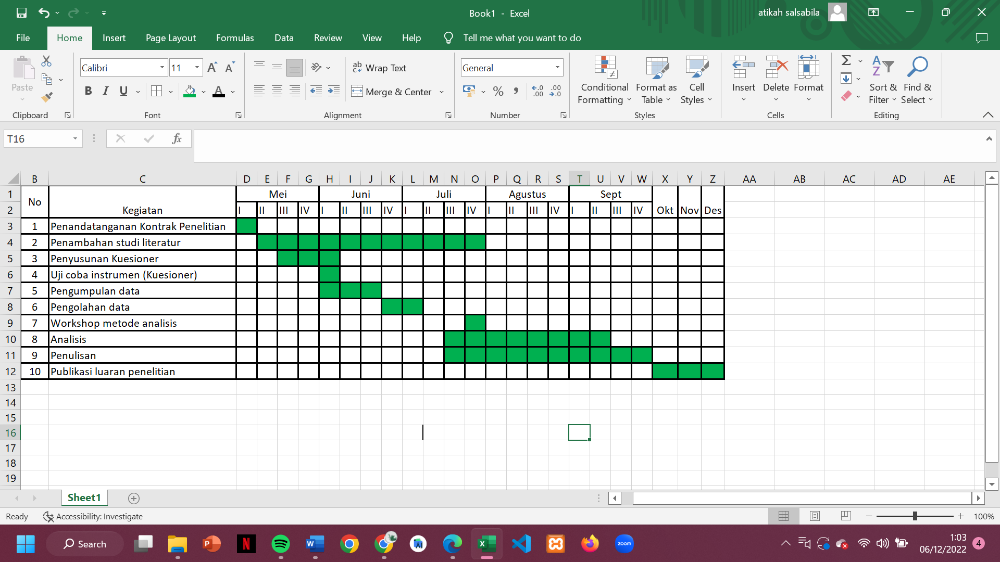 Book1 - Excel
atikah salsabila
File Home Insert Page Layout Formulas Data Review View Help Tell me what you want to do
Paste
Clipboard
Calibri 11
B I U
Font
Wrap Text
Merge & Center
Alignment
General
Number
Conditional Formatting
Format as Table
Cell Styles
Styles
Insert Delete Format
Cells
Sort & Filter
Find & Select
Editing
T16 fx
B C D E F G H I J K L M N O P Q R S T U V W X Y Z AA AB AC AD AE
1 No Kegiatan Mei Juni Juli Agustus Sept Okt Nov Des
2 I II III IV I II III IV I II III IV I II III IV I II III IV
3 1 Penandatanganan Kontrak Penelitian
4 2 Penambahan studi literatur
5 3 Penyusunan Kuesioner
6 4 Uji coba instrumen (Kuesioner)
7 5 Pengumpulan data
8 6 Pengolahan data
9 7 Workshop metode analisis
10 8 Analisis
11 9 Penulisan
12 10 Publikasi luaran penelitian
13
14
15
16
17
18
19
Sheet1
Ready Accessibility: Investigate 100%
Search
zoom
1:03
06/12/2022
4